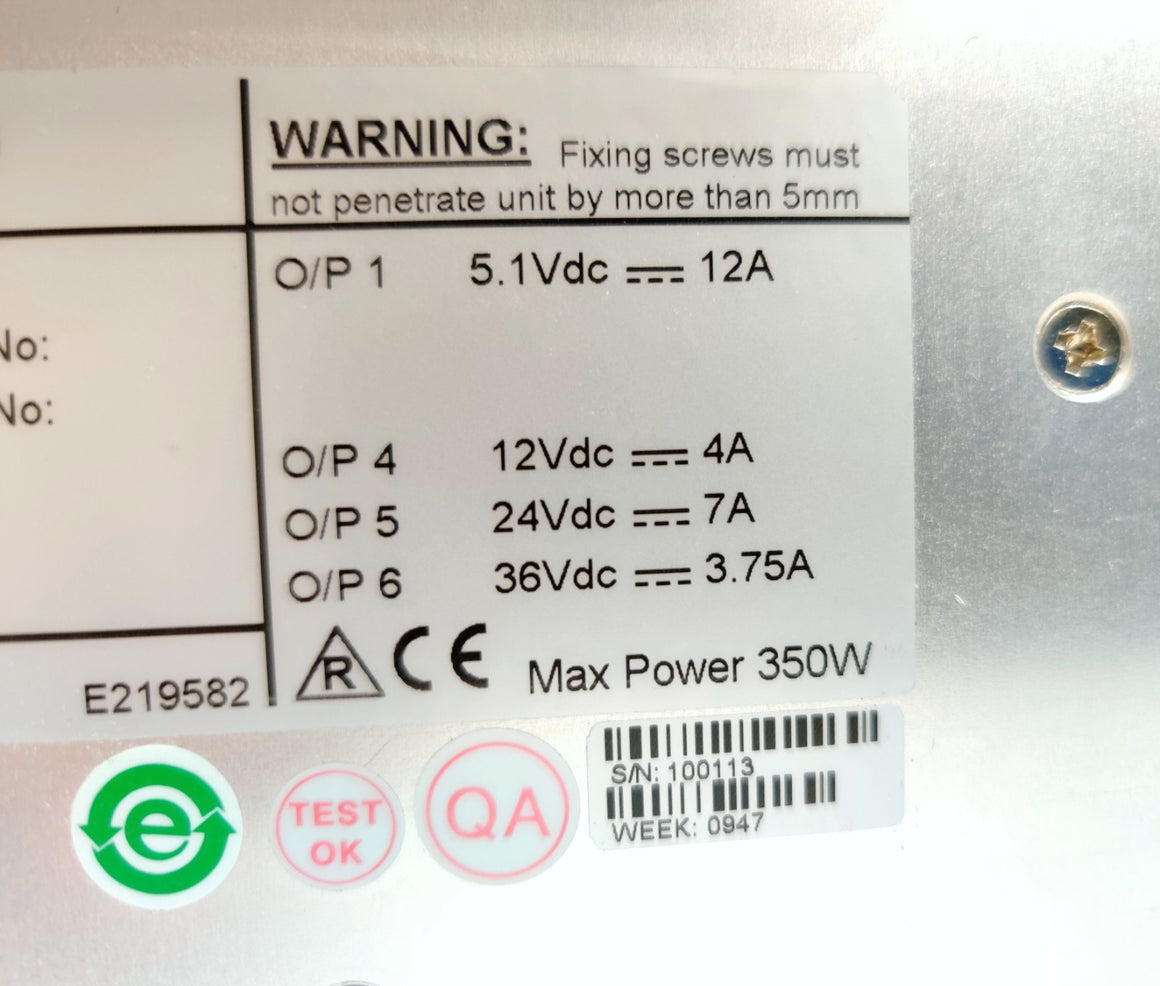 WARNING: Fixing screws must
not penetrate unit by more than 5mm
O/P 1 5.1Vdc 12A
No:
No:
O/P 4 12Vdc 4A
O/P 5 24Vdc 7A
O/P 6 36Vdc 3.75A
R CE Max Power 350W
E219582
e
TEST
OK
QA
S/N: 100113
WEEK: 0947